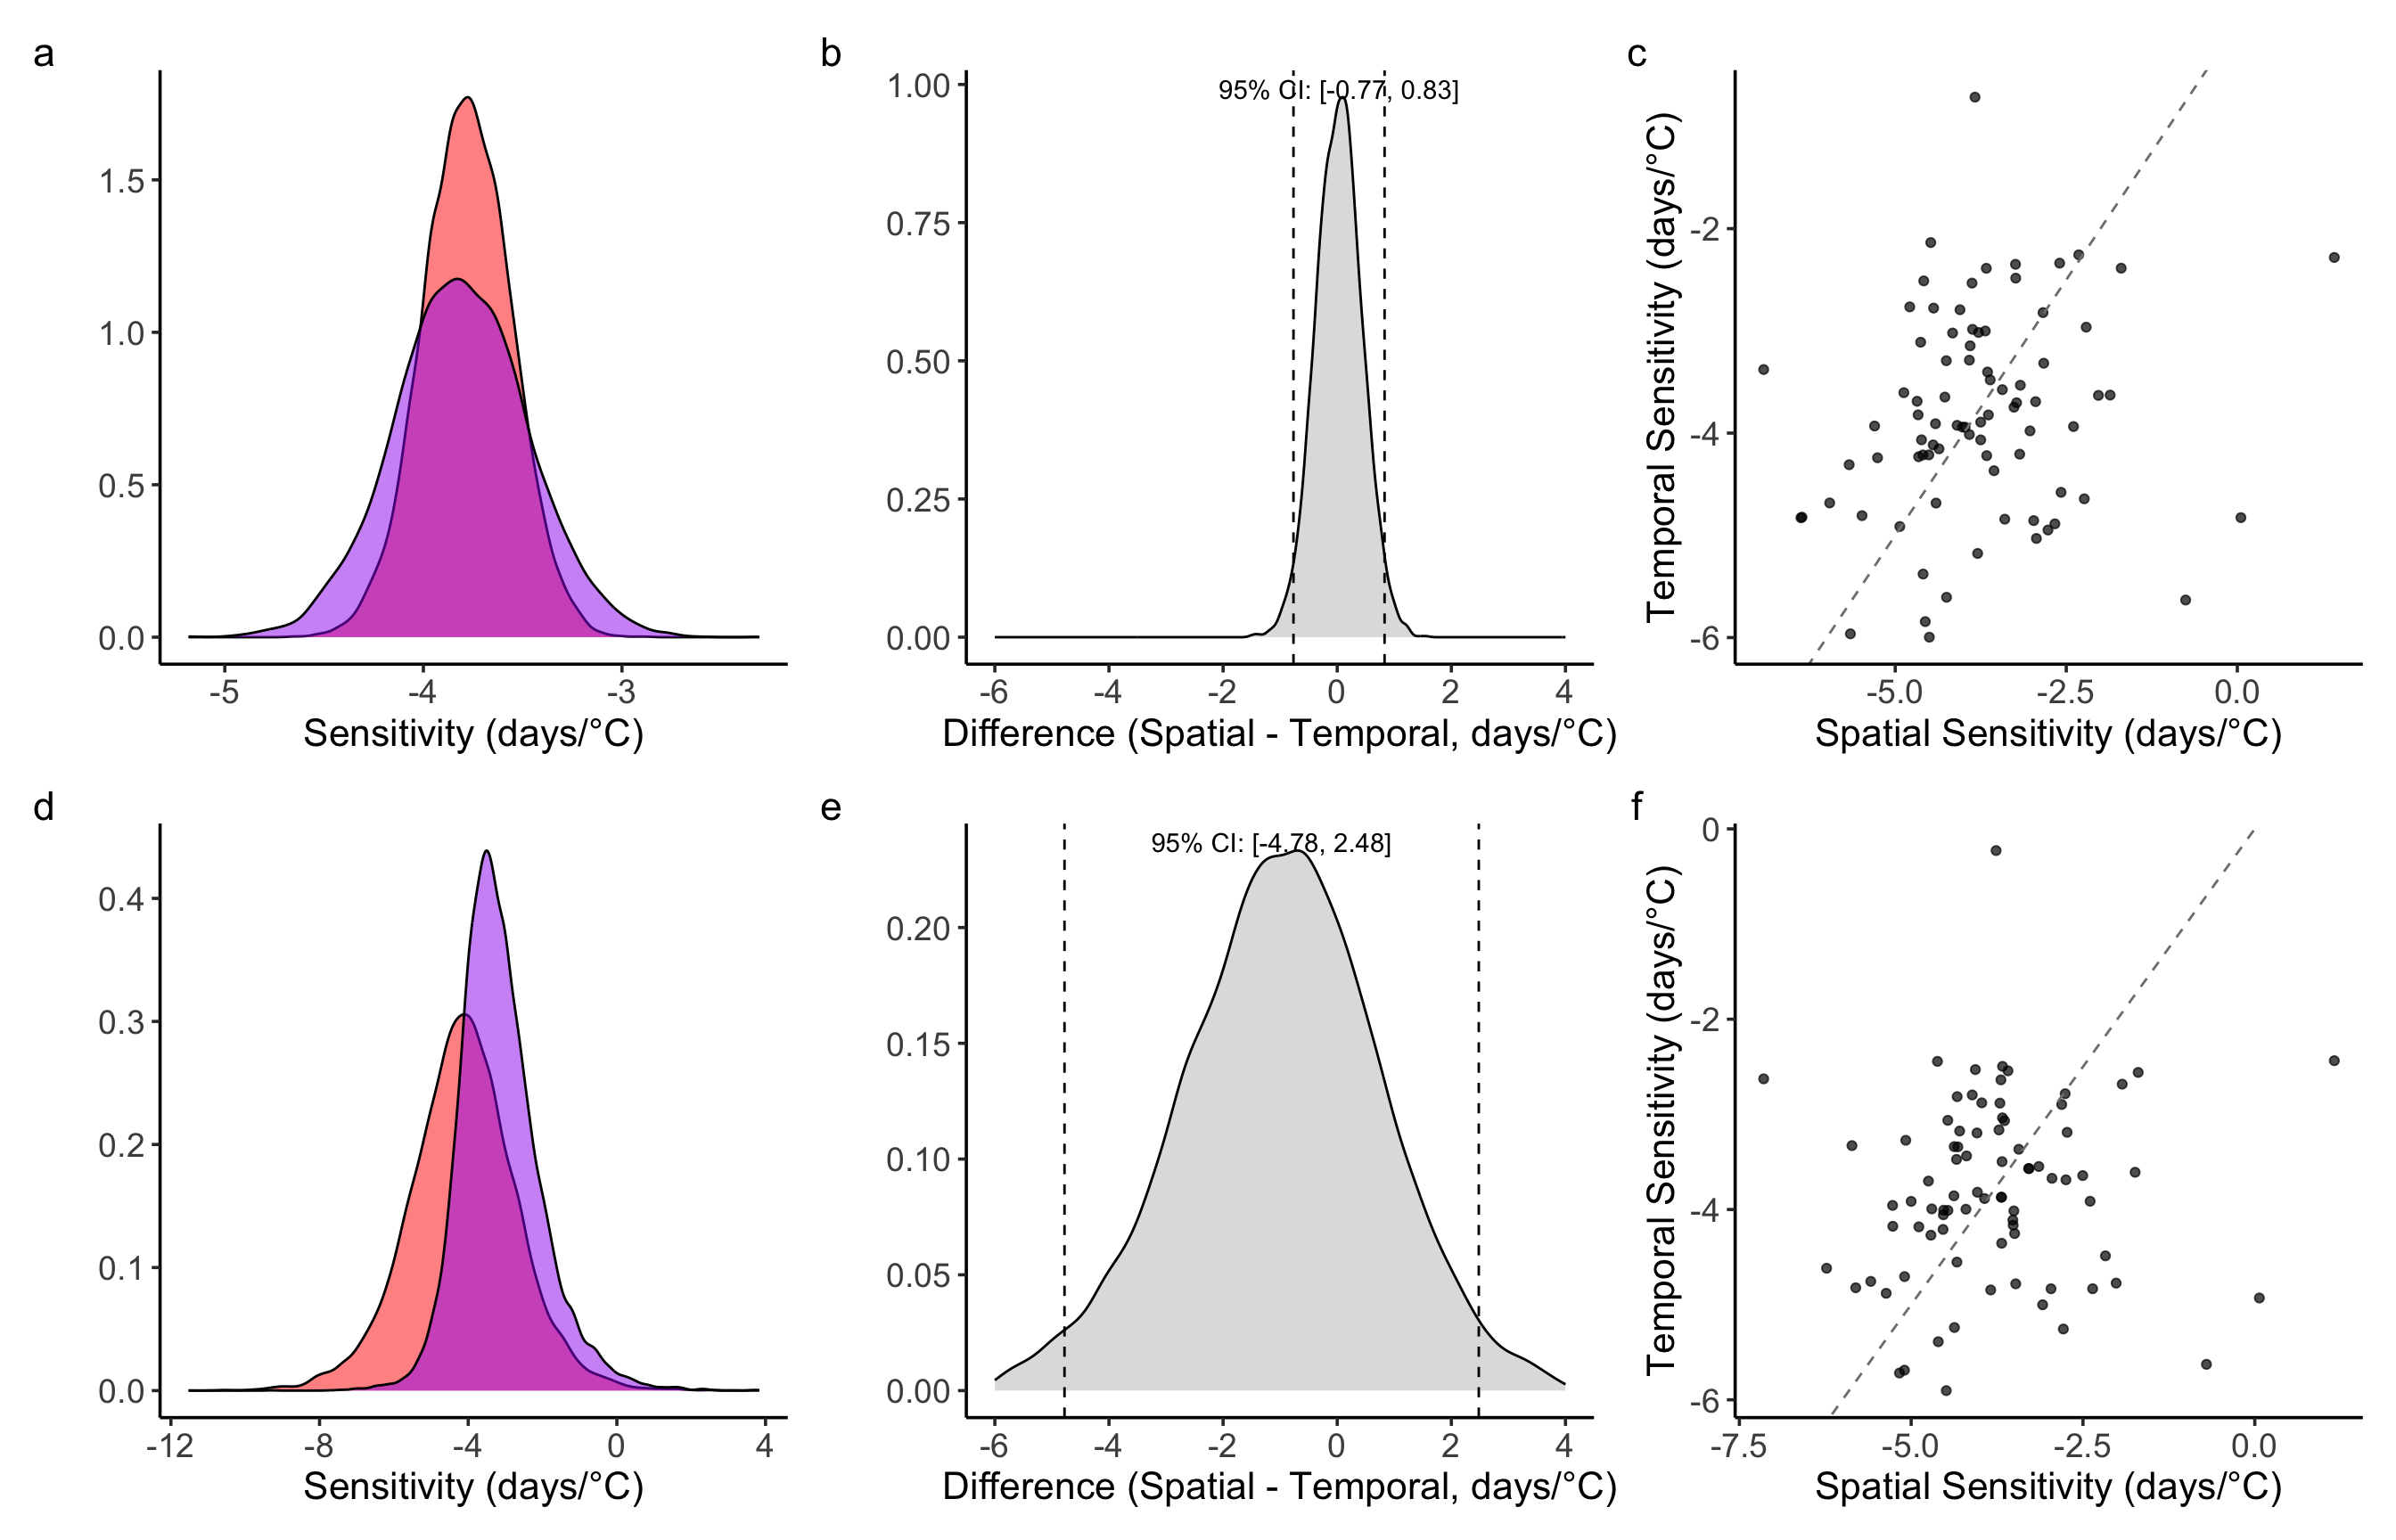 a
1.5
1.0
0.5
0.0
-5 -4 -3
Sensitivity (days/°C)
b
95% CI: [-0.77, 0.83]
1.00
0.75
0.50
0.25
0.00
-6 -4 -2 0 2 4
Difference (Spatial - Temporal, days/°C)
c
Temporal Sensitivity (days/°C)
-2
-4
-6
-5.0 -2.5 0.0
Spatial Sensitivity (days/°C)
d
0.4
0.3
0.2
0.1
0.0
-12 -8 -4 0 4
Sensitivity (days/°C)
e
95% CI: [-4.78, 2.48]
0.20
0.15
0.10
0.05
0.00
-6 -4 -2 0 2 4
Difference (Spatial - Temporal, days/°C)
f
Temporal Sensitivity (days/°C)
0
-2
-4
-6
-7.5 -5.0 -2.5 0.0
Spatial Sensitivity (days/°C)